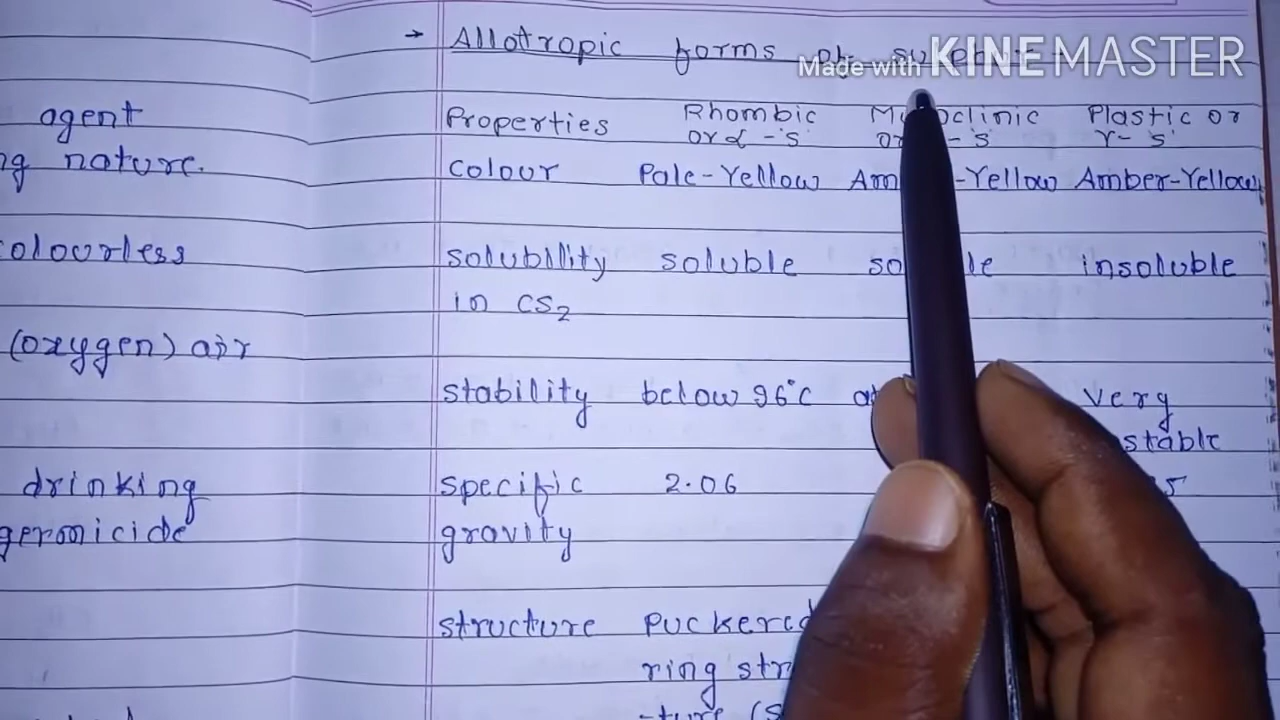 → Allotropic forms of
Made with KINEMASTER
agent
Properties Rhombic Plastic or
or α -'s' γ- 's'
ng nature.
Colour Pale-Yellow -Yellow Amber-Yellow
colourless
solubility soluble insoluble
in CS2
(oxygen) air
stability below 96°C Very
stable
drinking
specific 2.06
germicide
gravity
structure Puckered
ring